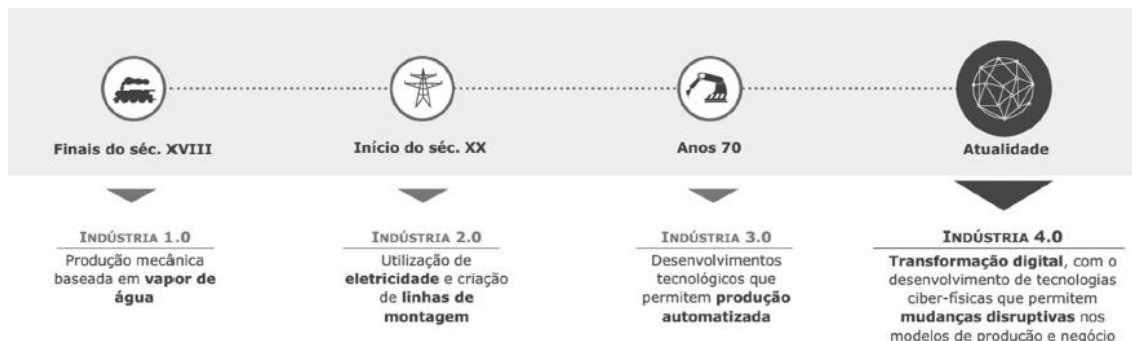 Finais do séc. XVIII
Início do séc. XX
Anos 70
Atualidade
INDÚSTRIA 1.0
Produção mecânica
baseada em vapor de
água
INDÚSTRIA 2.0
Utilização de
eletricidade e criação
de linhas de
montagem
INDÚSTRIA 3.0
Desenvolvimentos
tecnológicos que
permitem produção
automatizada
INDÚSTRIA 4.0
Transformação digital, com o
desenvolvimento de tecnologias
ciber-físicas que permitem
mudanças disruptivas nos
modelos de produção e negócio